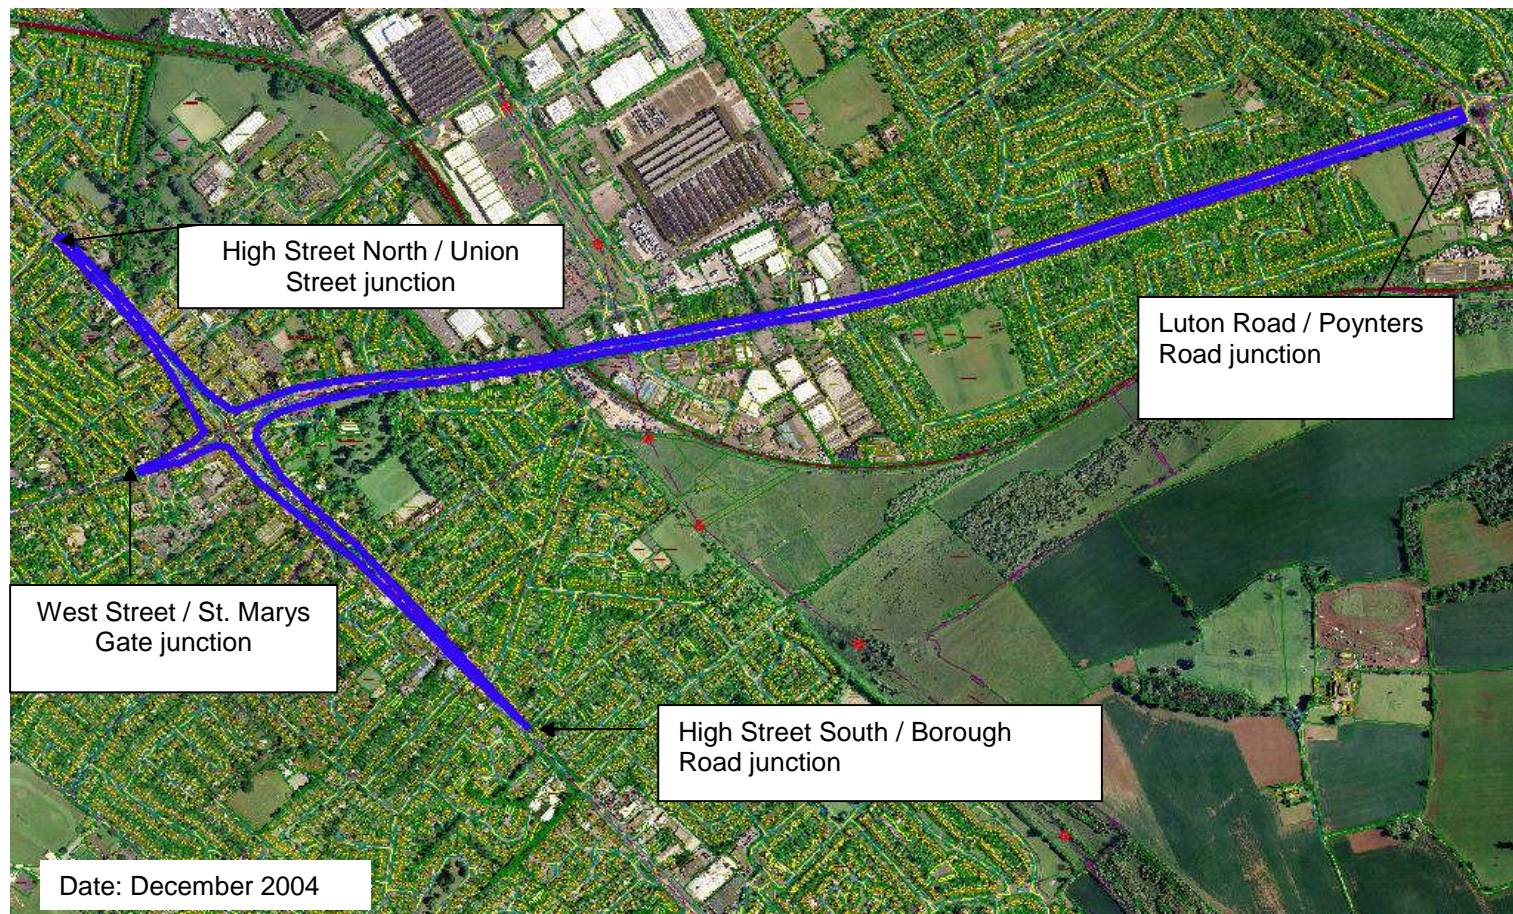 High Street North / Union
Street junction
Luton Road / Poynters
Road junction
West Street / St. Marys
Gate junction
High Street South / Borough
Road junction
Date: December 2004